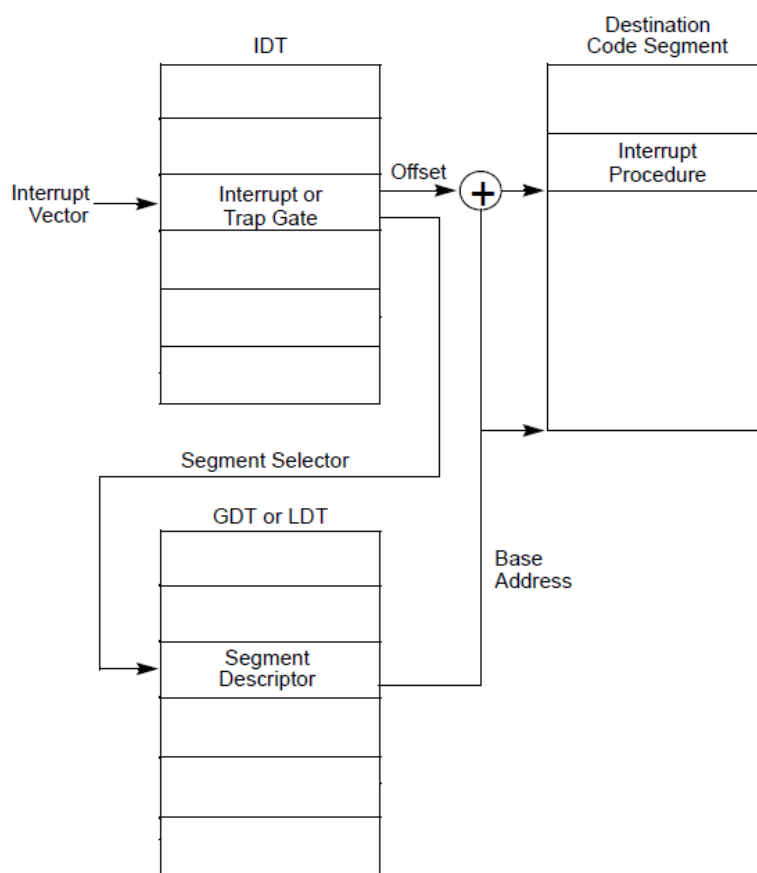 IDT
Destination
Code Segment
Interrupt
Vector
Interrupt or
Trap Gate
Offset
+
Interrupt
Procedure
Segment Selector
GDT or LDT
Base
Address
Segment
Descriptor